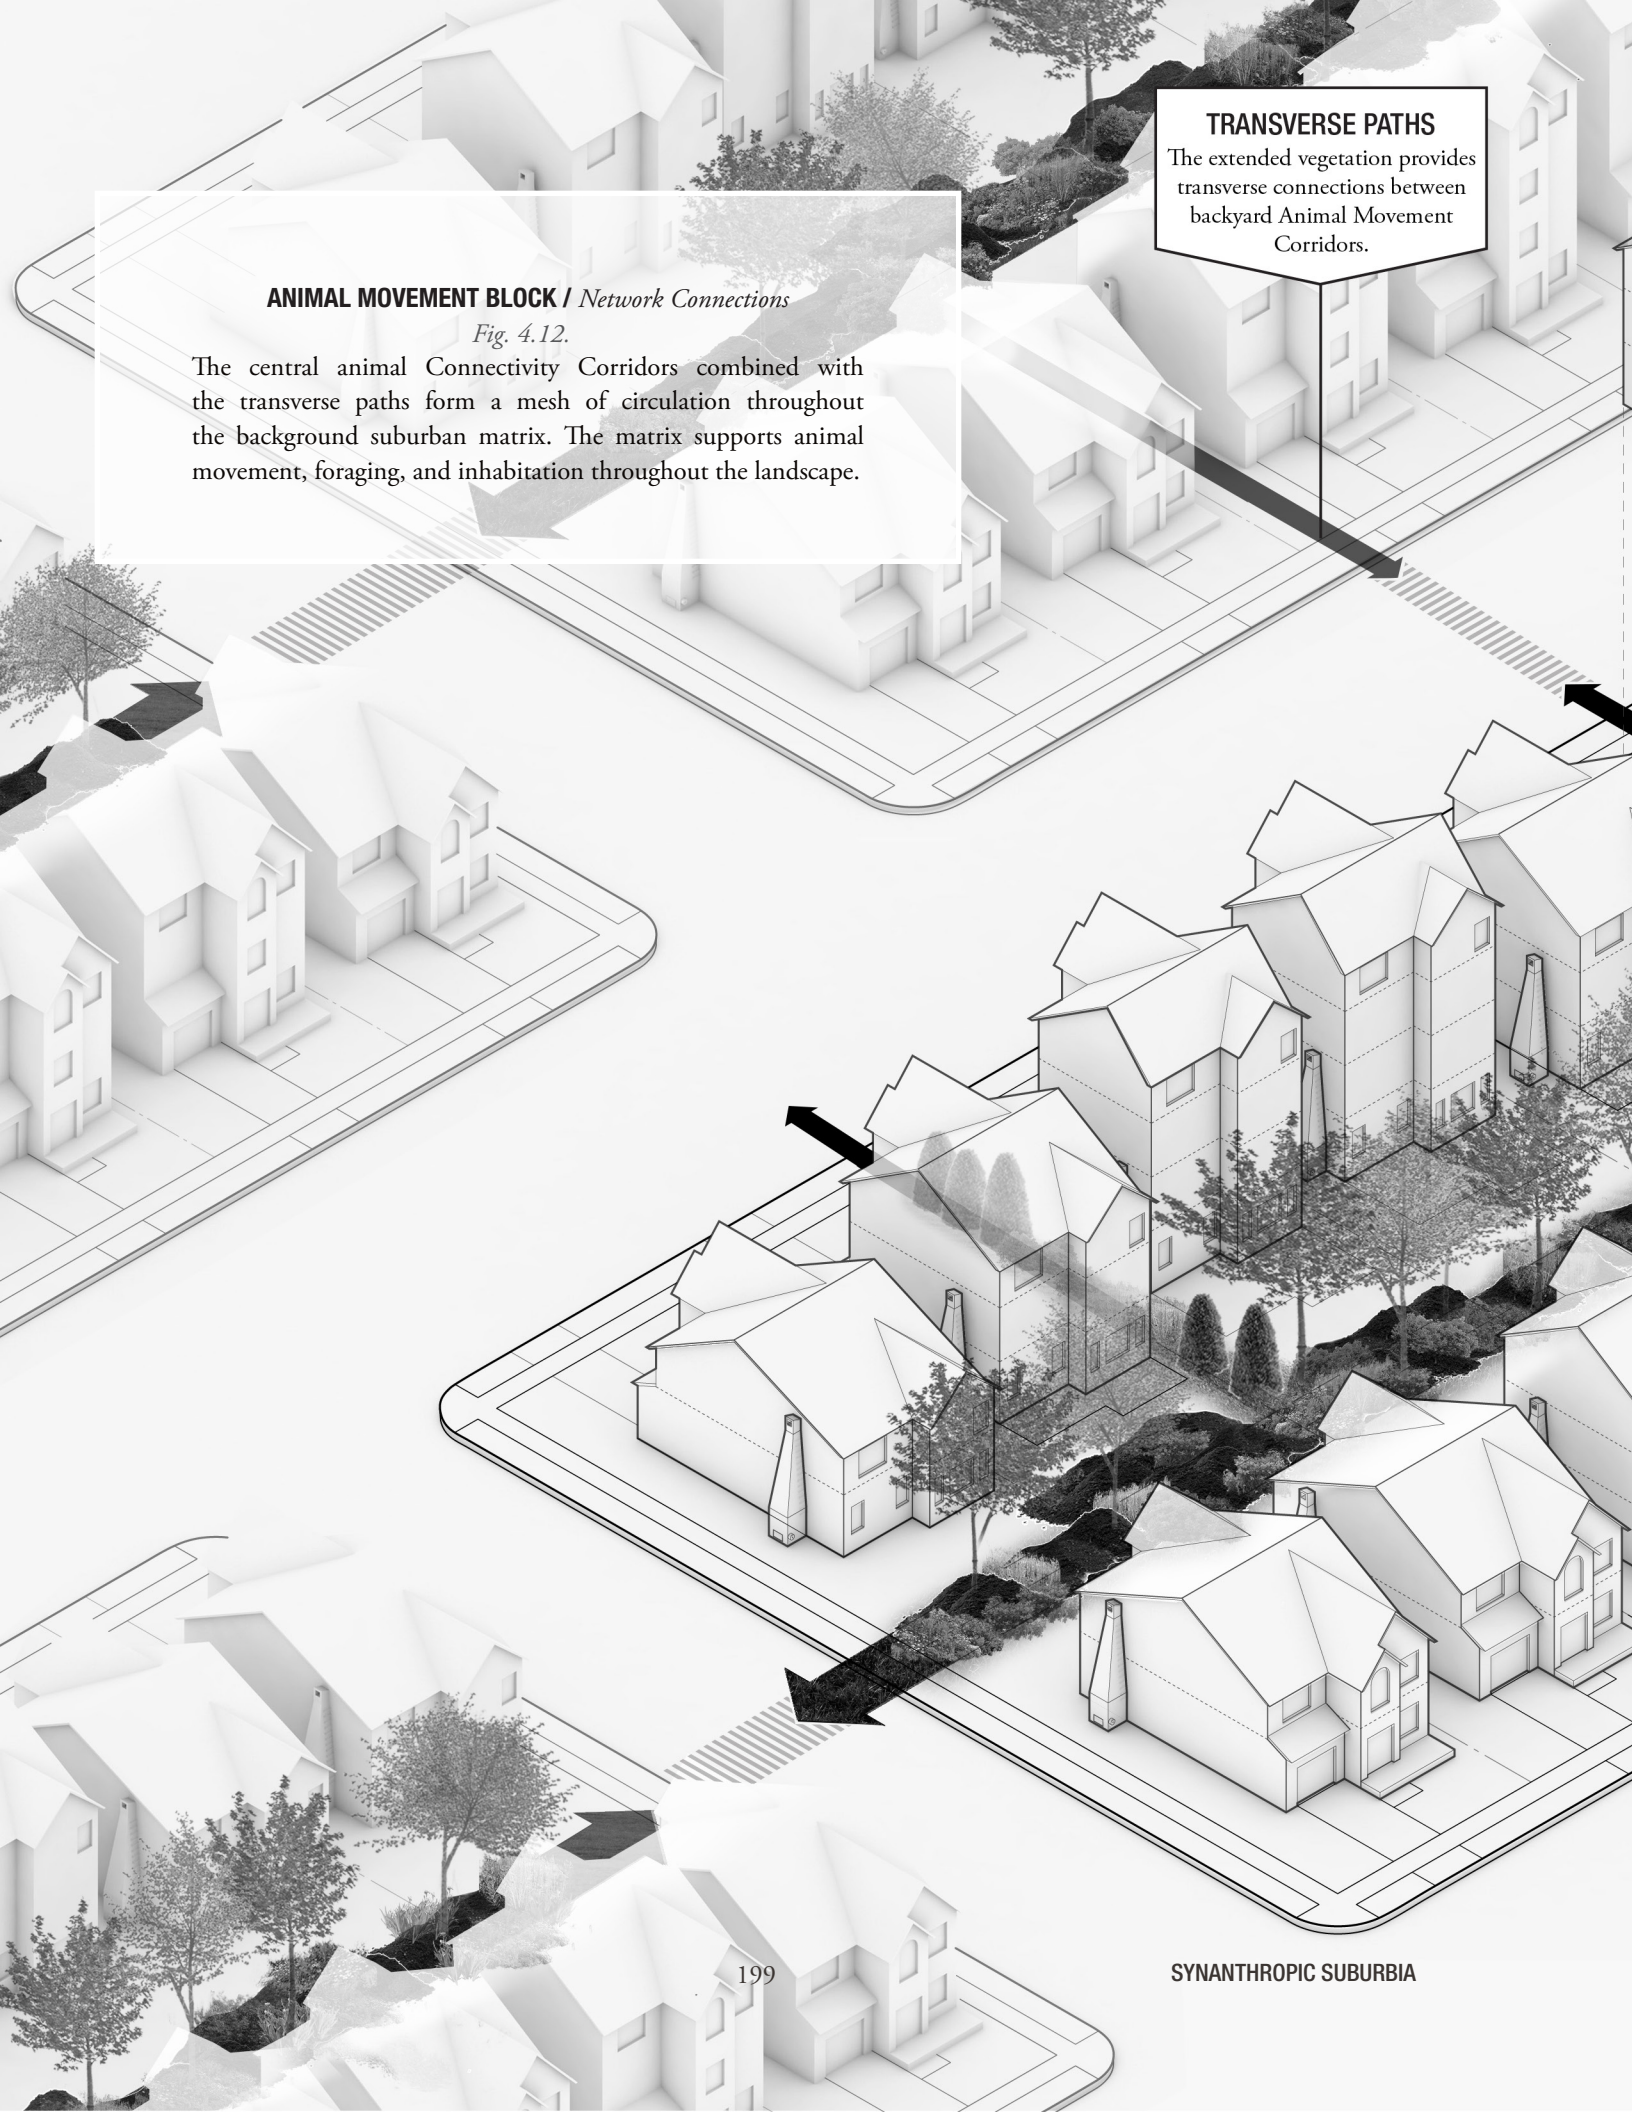 TRANSVERSE PATHS
The extended vegetation provides
transverse connections between
backyard Animal Movement
Corridors.
ANIMAL MOVEMENT BLOCK / Network Connections
Fig. 4.12.
The central animal Connectivity Corridors combined with
the transverse paths form a mesh of circulation throughout
the background suburban matrix. The matrix supports animal
movement, foraging, and inhabitation throughout the landscape.
199
SYNANTHROPIC SUBURBIA